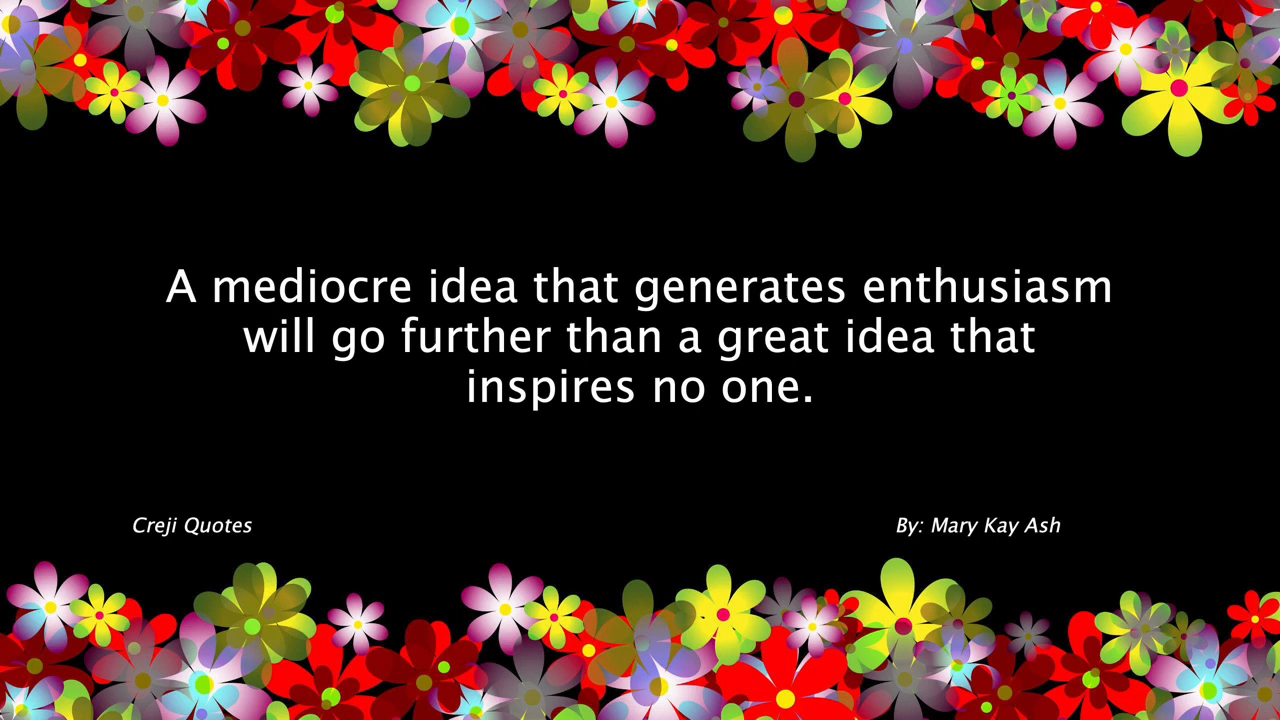 A mediocre idea that generates enthusiasm
will go further than a great idea that
inspires no one.
Creji Quotes
By: Mary Kay Ash